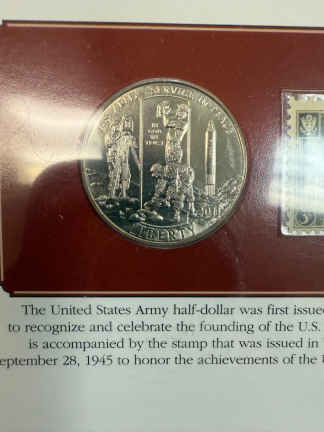 SERVICE IN
IN
GOD WE
TRUST
2011
LIBERTY
The United States Army half-dollar was first issue
to recognize and celebrate the founding of the U.S.
is accompanied by the stamp that was issued in
eptember 28, 1945 to honor the achievements of the